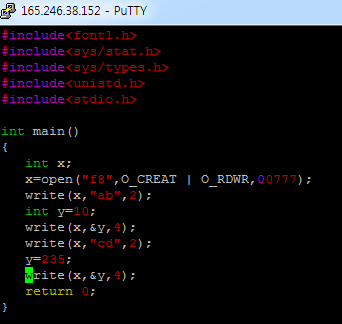 165.246.38.152 - PuTTY
#include<fcntl.h>
#include<sys/stat.h>
#include<sys/types.h>
#include<unistd.h>
#include<stdio.h>
int main()
{
int x;
x=open("f8",O_CREAT | O_RDWR,00777);
write(x,"ab",2);
int y=10;
write(x,&y,4);
write(x,"cd",2);
y=235;
write(x,&y,4);
return 0;
}